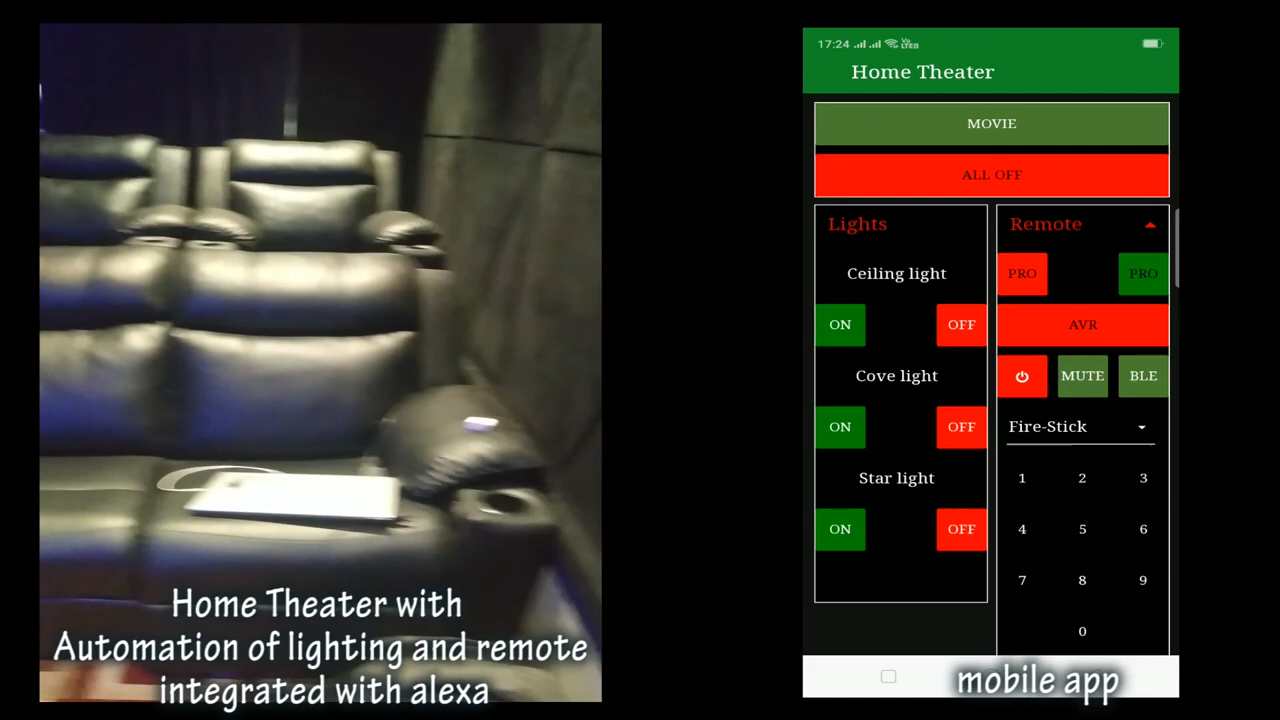 Home Theater with
Automation of lighting and remote
integrated with alexa
17:24
Vo
LTE
Home Theater
MOVIE
ALL OFF
Lights
Ceiling light
ON OFF
Cove light
ON OFF
Star light
ON OFF
Remote
PRO PRO
AVR
MUTE BLE
Fire-Stick
1 2 3
4 5 6
7 8 9
0
mobile app